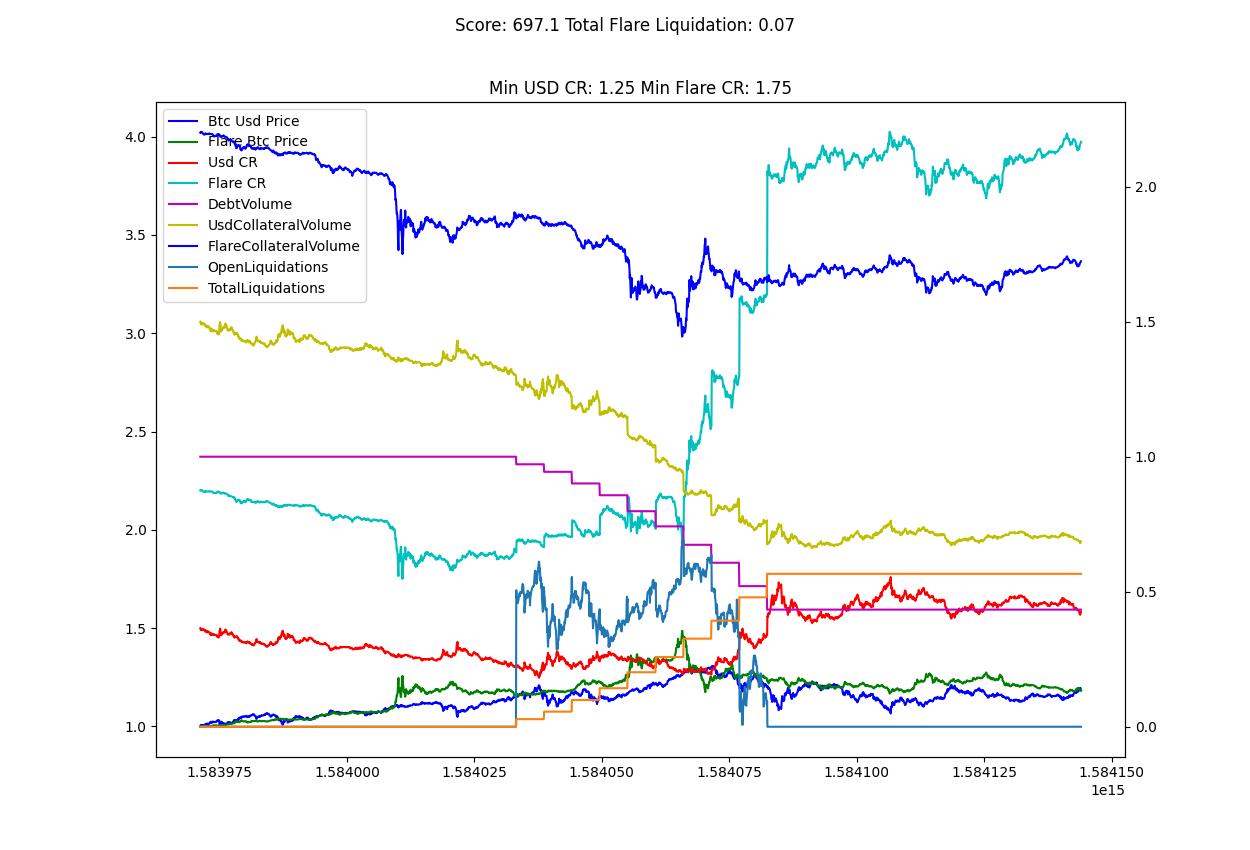 Score: 697.1 Total Flare Liquidation: 0.07
Min USD CR: 1.25 Min Flare CR: 1.75
Btc Usd Price
Flare Btc Price
Usd CR
Flare CR
DebtVolume
UsdCollateralVolume
FlareCollateralVolume
OpenLiquidations
TotalLiquidations
4.0
3.5
3.0
2.5
2.0
1.5
1.0
2.0
1.5
1.0
0.5
0.0
1.583975 1.584000 1.584025 1.584050 1.584075 1.584100 1.584125 1.584150
1e15